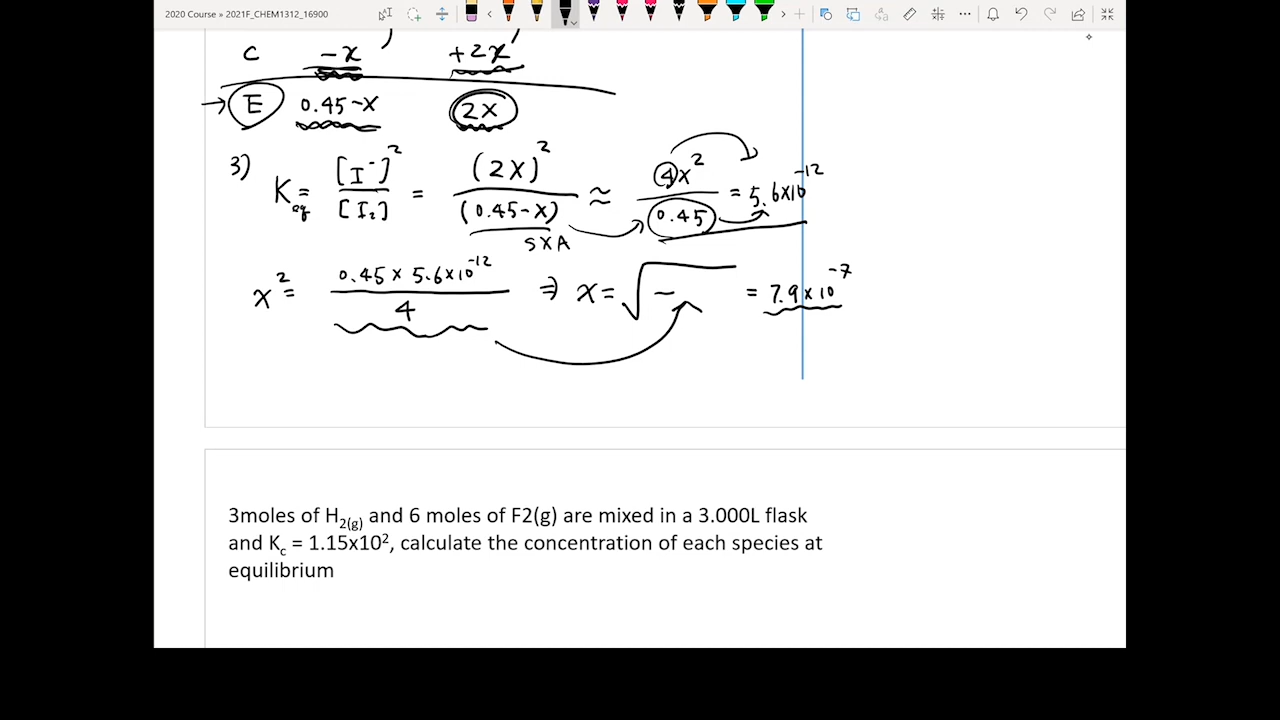 2020 Course » 2021F_CHEM1312_16900
C -x +2x
→ E 0.45-x 2x
3) K_eq = [I⁻]² / [I₂] = (2x)² / (0.45-x) ≈ 4x² / 0.45 = 5.6x10⁻¹²
5%A
x² = 0.45 x 5.6x10⁻¹² / 4 ⇒ x = √ - = 7.9x10⁻⁷
3moles of H₂(g) and 6 moles of F2(g) are mixed in a 3.000L flask
and Kc = 1.15x10², calculate the concentration of each species at
equilibrium